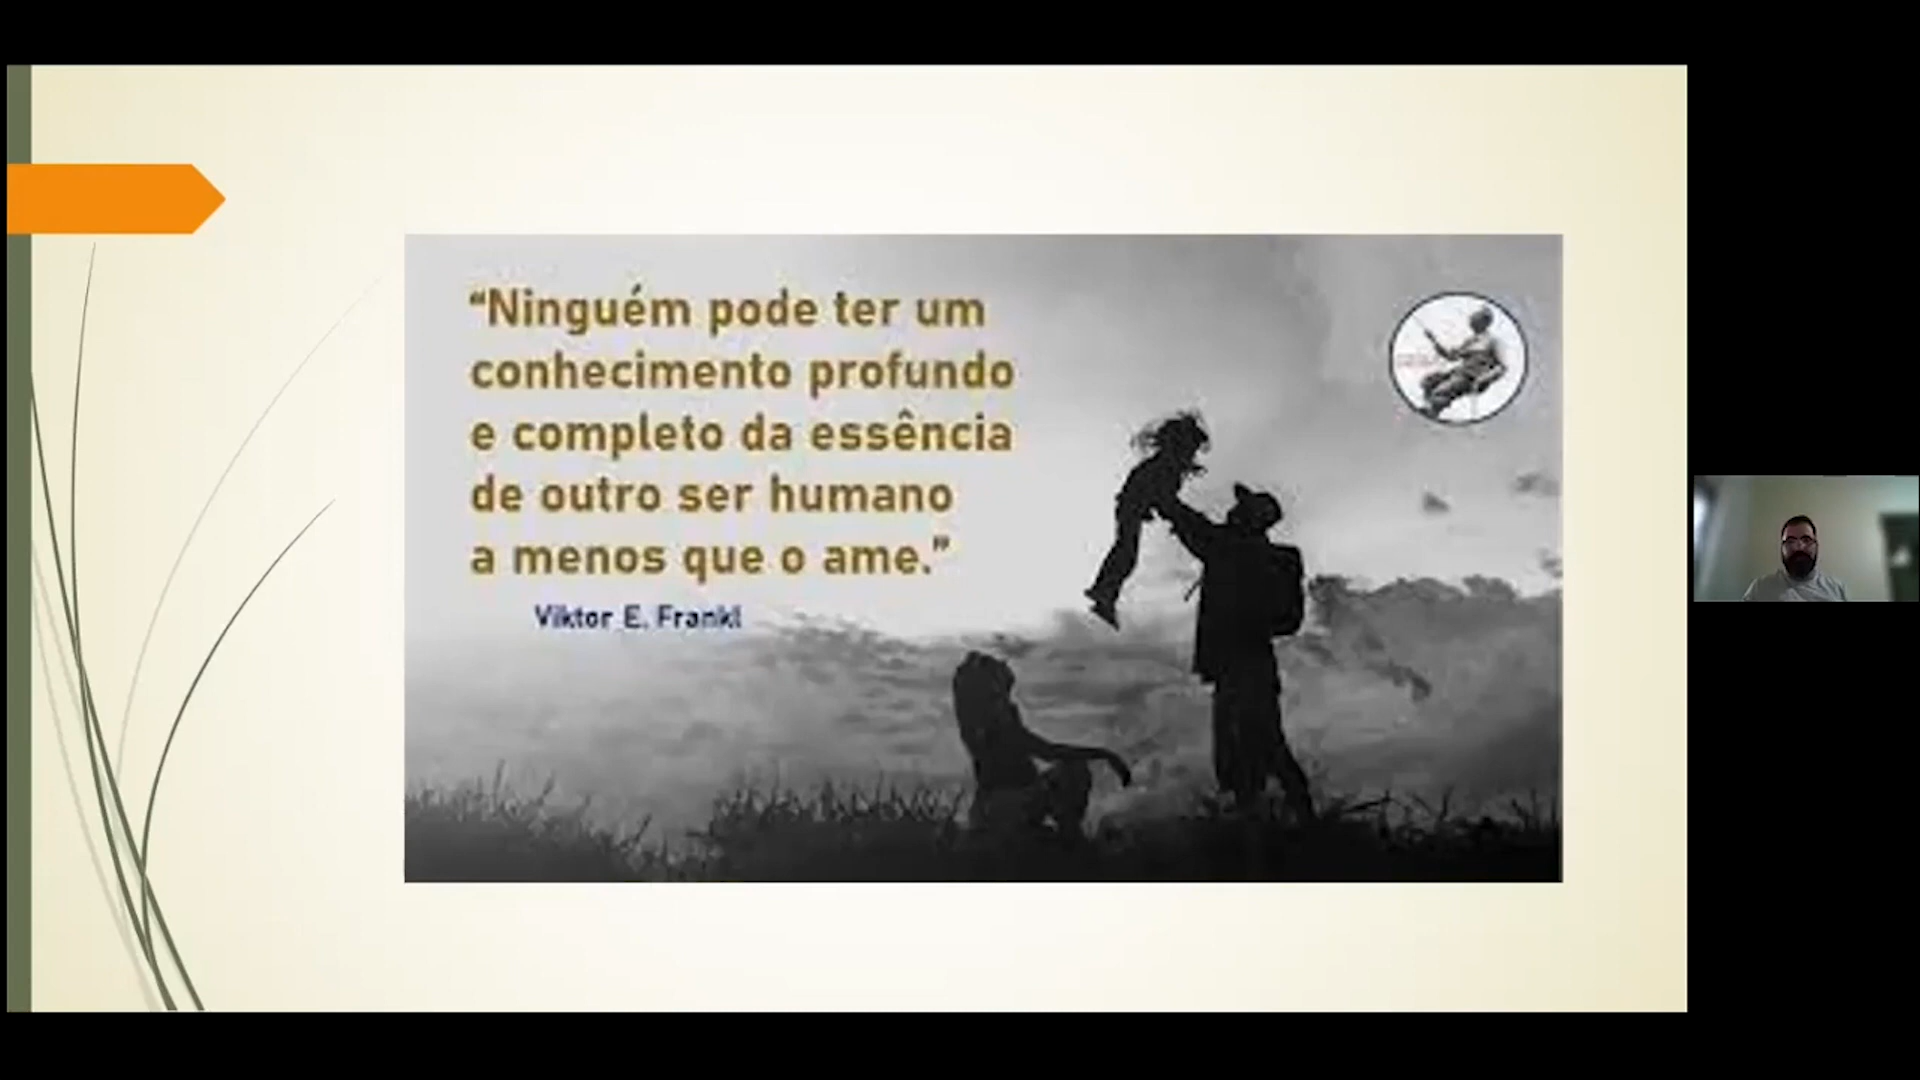 “Ninguém pode ter um
conhecimento profundo
e completo da essência
de outro ser humano
a menos que o ame.”
Viktor E. Frankl